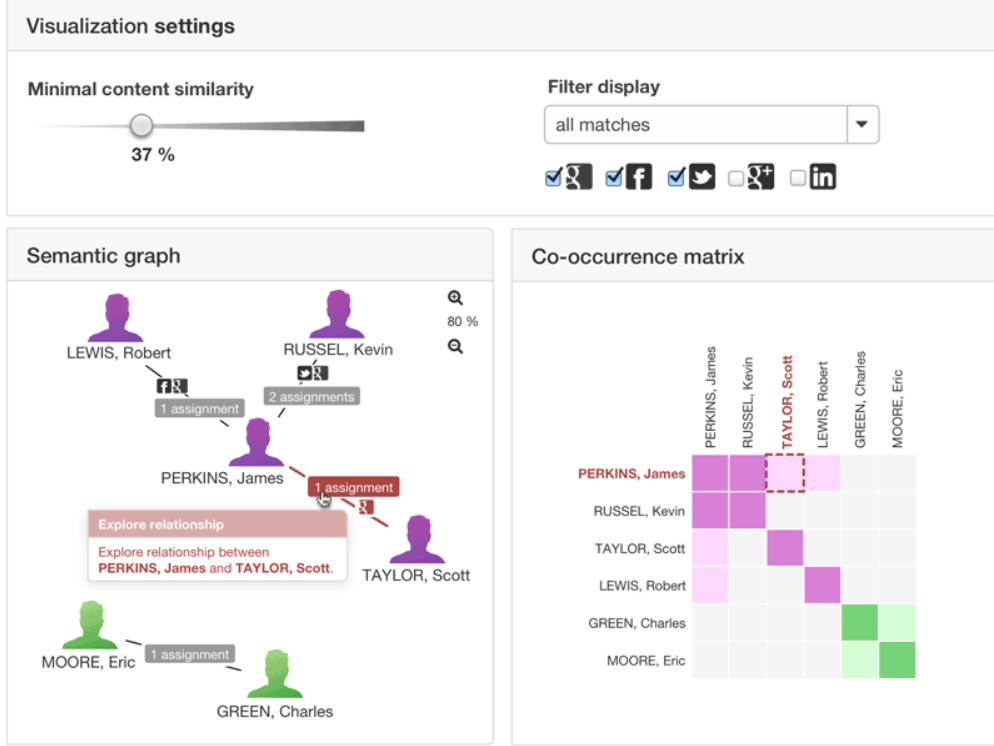 Visualization settings
Minimal content similarity
37 %
Filter display
all matches
g
f
g+
in
Semantic graph
80 %
LEWIS, Robert
RUSSEL, Kevin
f g
g
1 assignment
2 assignments
PERKINS, James
1 assignment
g
Explore relationship
Explore relationship between
PERKINS, James and TAYLOR, Scott.
TAYLOR, Scott
MOORE, Eric
1 assignment
GREEN, Charles
Co-occurrence matrix
PERKINS, James
RUSSEL, Kevin
TAYLOR, Scott
LEWIS, Robert
GREEN, Charles
MOORE, Eric
PERKINS, James
RUSSEL, Kevin
TAYLOR, Scott
LEWIS, Robert
GREEN, Charles
MOORE, Eric